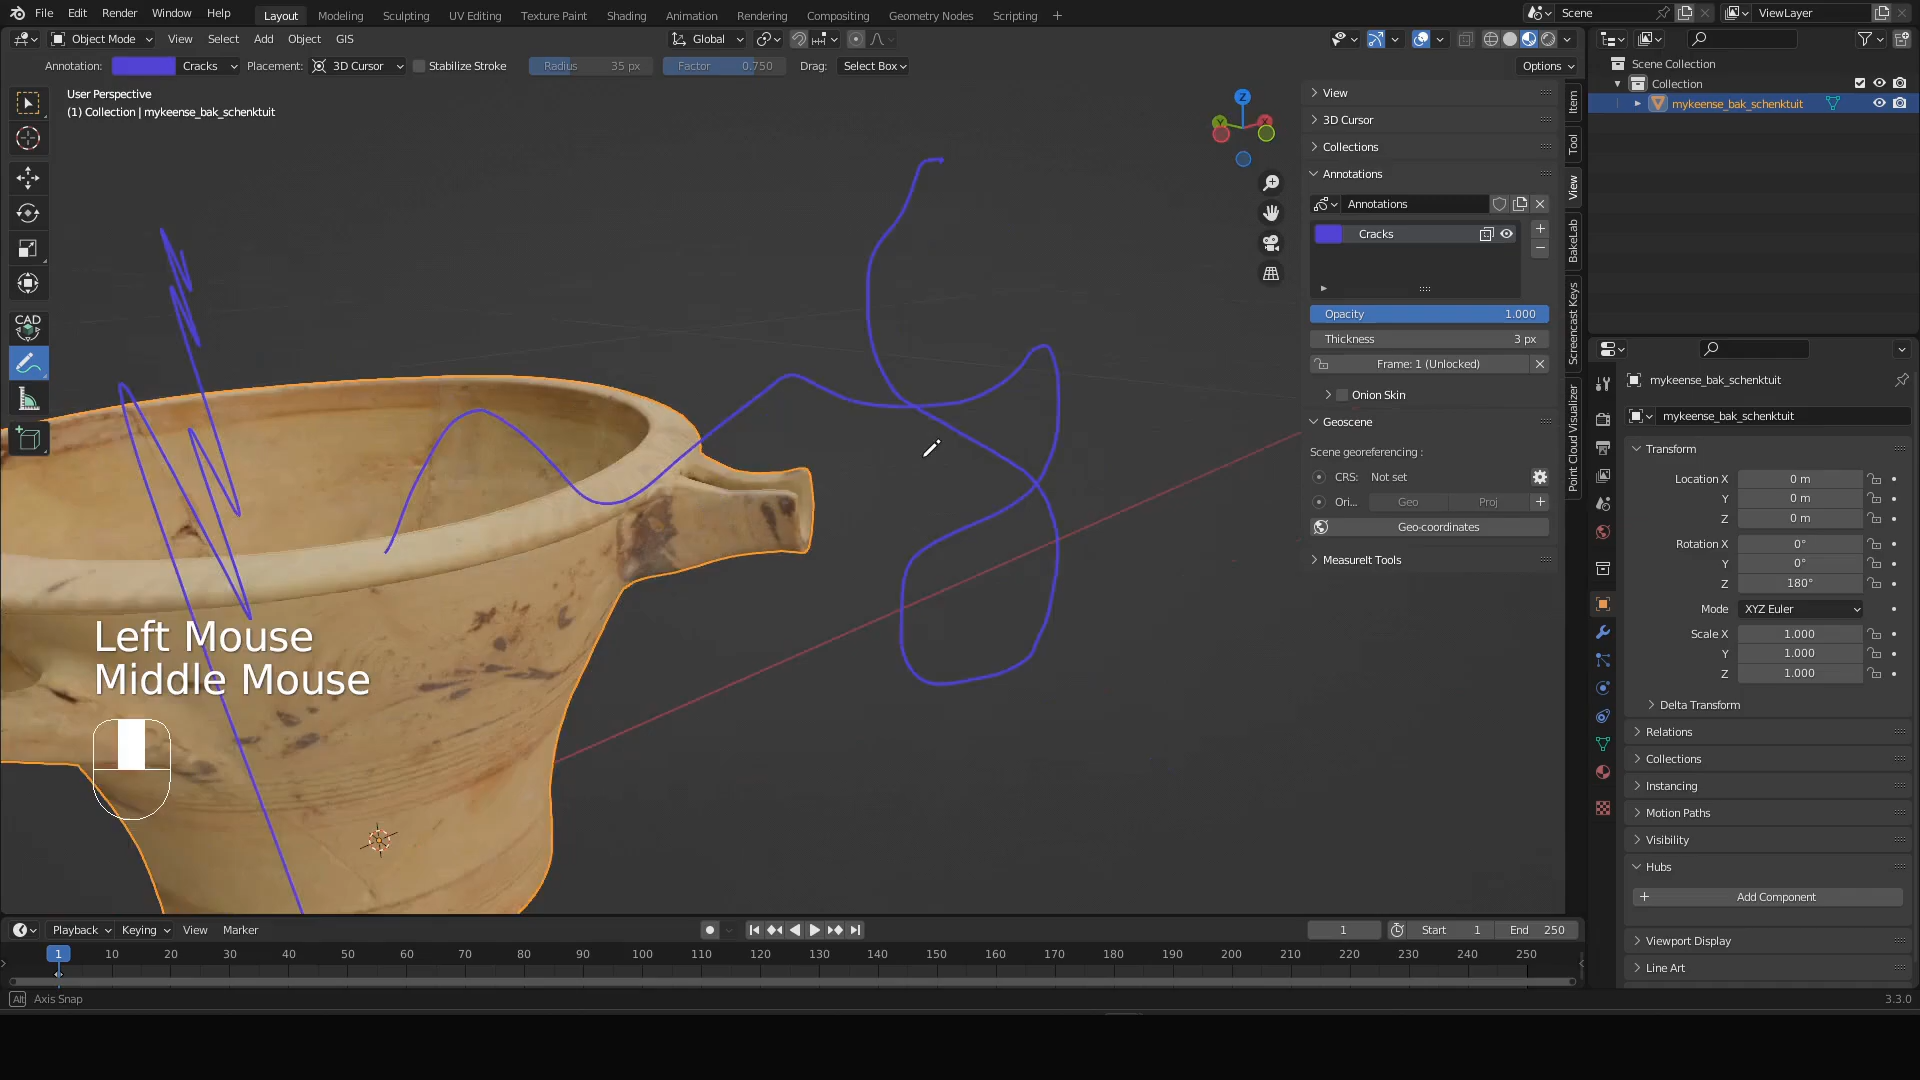 File Edit Render Window Help Layout Modeling Sculpting UV Editing Texture Paint Shading Animation Rendering Compositing Geometry Nodes Scripting + Scene ViewLayer
Object Mode View Select Add Object GIS Global
Annotation: Cracks Placement: 3D Cursor Stabilize Stroke Radius 35 px Factor 0.750 Drag: Select Box Options
User Perspective
(1) Collection | mykeense_bak_schenktuit
CAD
Z
Y
X
View
3D Cursor
Collections
Annotations
Annotations
Cracks
Opacity 1.000
Thickness 3 px
Frame: 1 (Unlocked)
Onion Skin
Geoscene
Scene georeferencing :
CRS: Not set
Ori... Geo Proj
Geo-coordinates
MeasureIt Tools
Item
Tool
View
BakeLab
Screencast Keys
Point Cloud Visualizer
Scene Collection
Collection
mykeense_bak_schenktuit
mykeense_bak_schenktuit
mykeense_bak_schenktuit
Transform
Location X 0 m
Y 0 m
Z 0 m
Rotation X 0°
Y 0°
Z 180°
Mode XYZ Euler
Scale X 1.000
Y 1.000
Z 1.000
Delta Transform
Relations
Collections
Instancing
Motion Paths
Visibility
Hubs
Add Component
Viewport Display
Line Art
Left Mouse
Middle Mouse
Playback Keying View Marker 1 Start 1 End 250
1 10 20 30 40 50 60 70 80 90 100 110 120 130 140 150 160 170 180 190 200 210 220 230 240 250
Alt Axis Snap 3.3.0